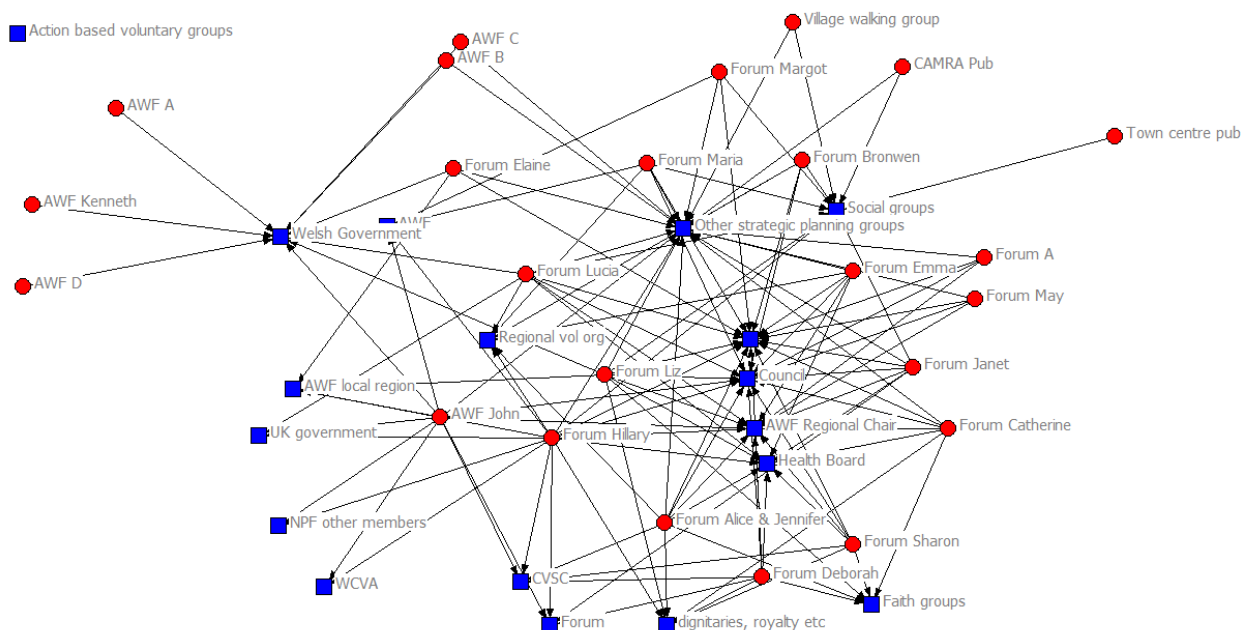 Action based voluntary groups
AWF C
AWF B
Village walking group
CAMRA Pub
Forum Margot
AWF A
Town centre pub
Forum Elaine
Forum Maria
Forum Bronwen
AWF Kenneth
AWF
Welsh Government
Social groups
Other strategic planning groups
Forum A
Forum Lucia
Forum Emma
AWF D
Forum May
Regional vol org
Forum Liz
Council
Forum Janet
AWF local region
AWF John
UK government
Forum Hillary
AWF Regional Chair
Forum Catherine
Health Board
NPF other members
Forum Alice & Jennifer
Forum Sharon
WCVA
CVSC
Forum Deborah
Forum
dignitaries, royalty etc
Faith groups